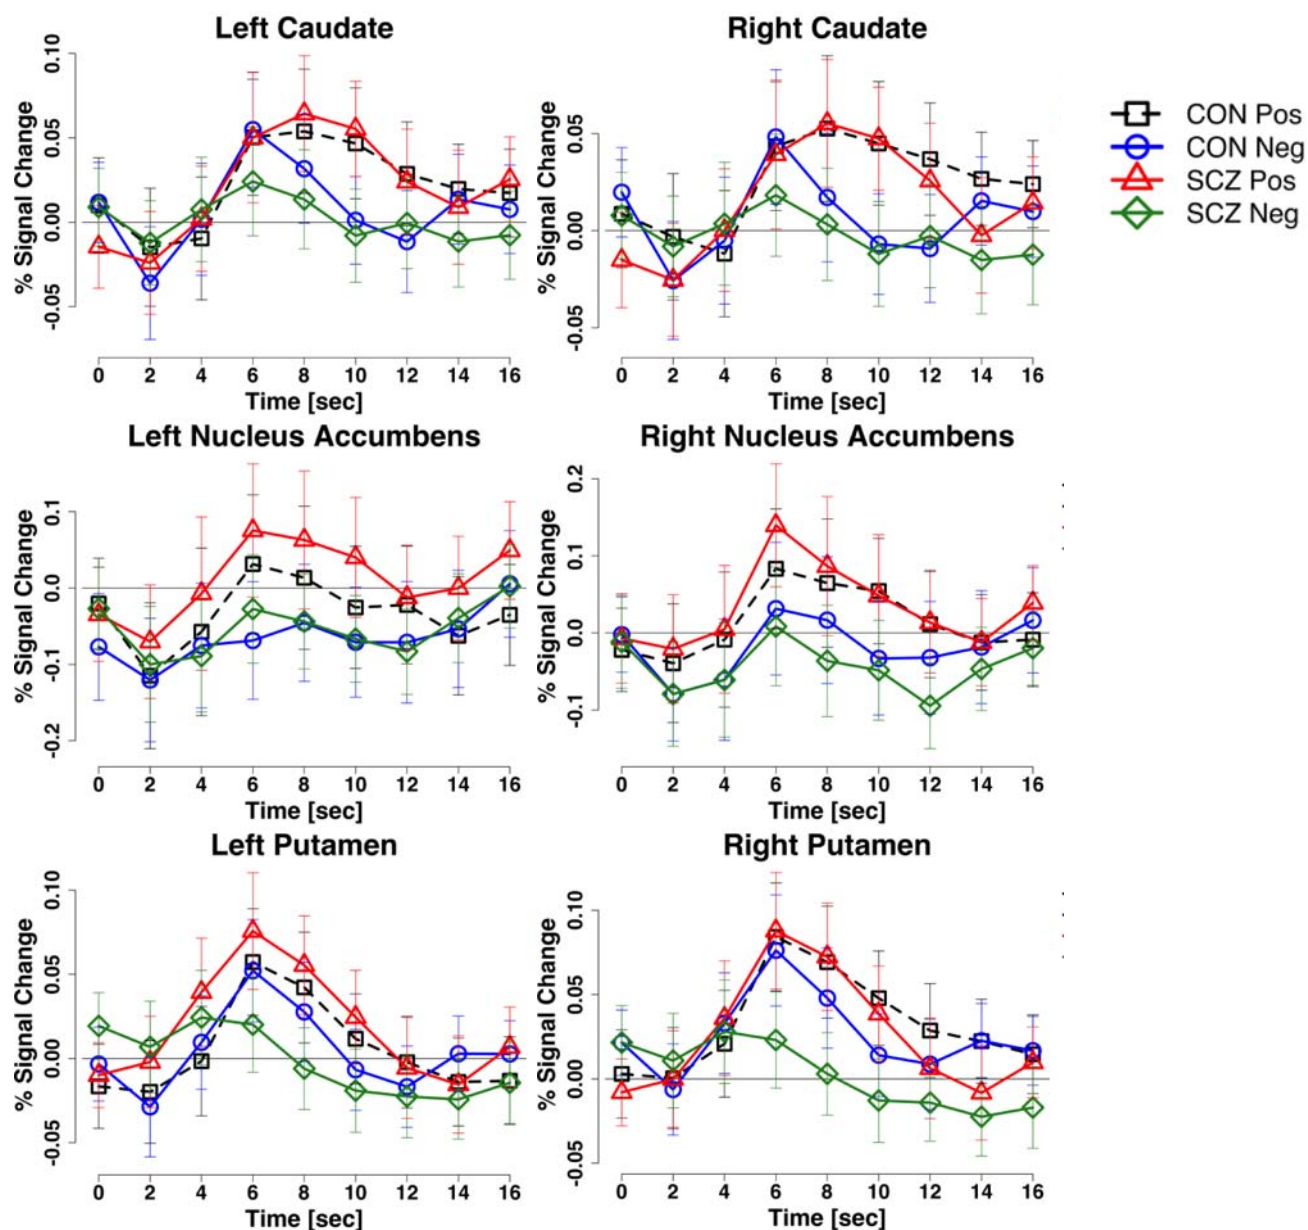 Left Caudate
Right Caudate
% Signal Change
0.10
0.05
0.00
-0.05
0 2 4 6 8 10 12 14 16
Time [sec]
% Signal Change
0.05
0.00
-0.05
0 2 4 6 8 10 12 14 16
Time [sec]
CON Pos
CON Neg
SCZ Pos
SCZ Neg
Left Nucleus Accumbens
Right Nucleus Accumbens
% Signal Change
0.1
0.0
-0.1
-0.2
0 2 4 6 8 10 12 14 16
Time [sec]
% Signal Change
0.2
0.1
0.0
-0.1
0 2 4 6 8 10 12 14 16
Time [sec]
Left Putamen
Right Putamen
% Signal Change
0.10
0.05
0.00
-0.05
0 2 4 6 8 10 12 14 16
Time [sec]
% Signal Change
0.10
0.05
0.00
-0.05
0 2 4 6 8 10 12 14 16
Time [sec]